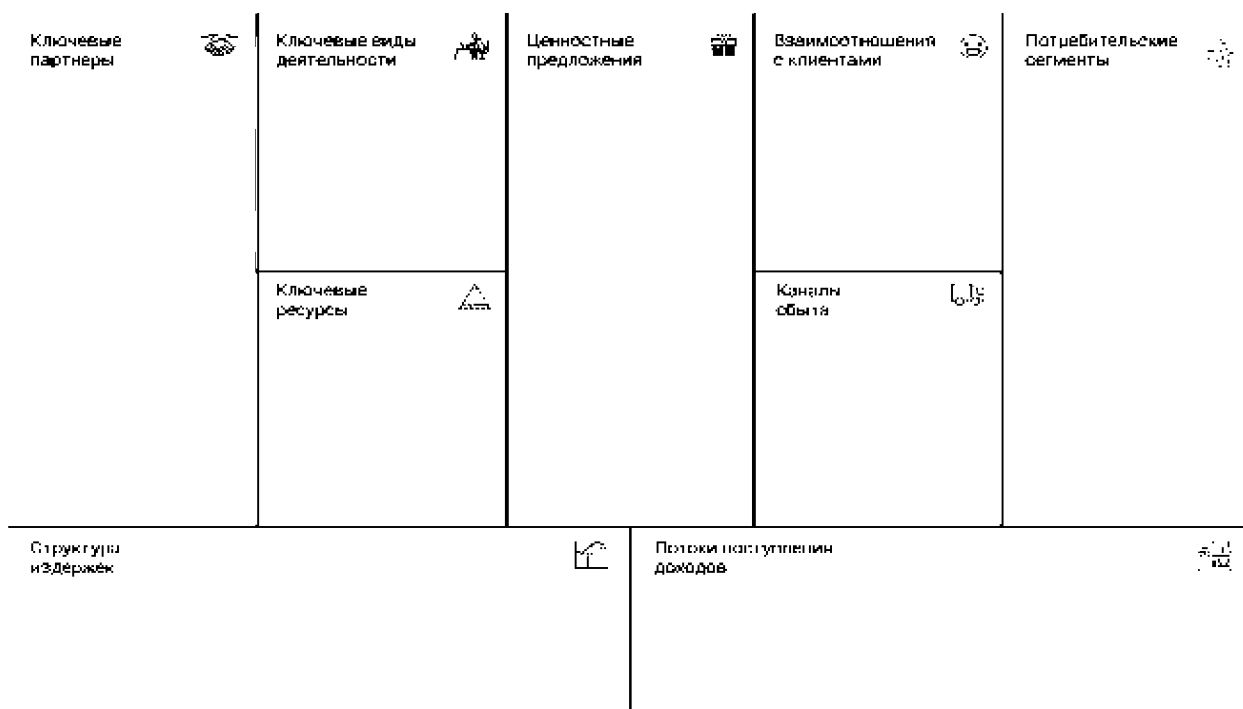 Ключевые
партнеры
Ключевые виды
деятельности
Ценностные
предложения
Взаимоотношения
с клиентами
Потребительские
сегменты
Ключевые
ресурсы
Каналы
сбыта
Структура
издержек
Потоки поступления
доходов